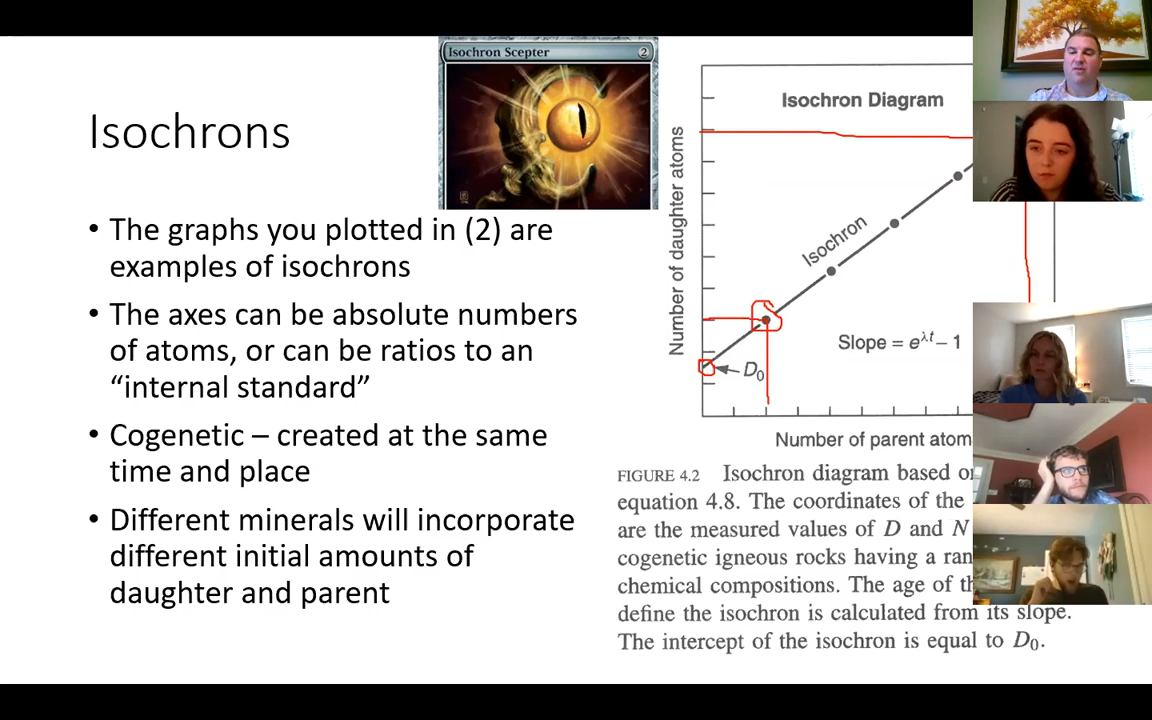 Isochron Scepter 2
Isochrons
• The graphs you plotted in (2) are
examples of isochrons
• The axes can be absolute numbers
of atoms, or can be ratios to an
“internal standard”
• Cogenetic – created at the same
time and place
• Different minerals will incorporate
different initial amounts of
daughter and parent
Isochron Diagram
Number of daughter atoms
Isochron
Slope = e^λt – 1
D₀
Number of parent atom
FIGURE 4.2 Isochron diagram based
equation 4.8. The coordinates of the
are the measured values of D and N
cogenetic igneous rocks having a
chemical compositions. The age of
define the isochron is calculated from its slope.
The intercept of the isochron is equal to D₀.